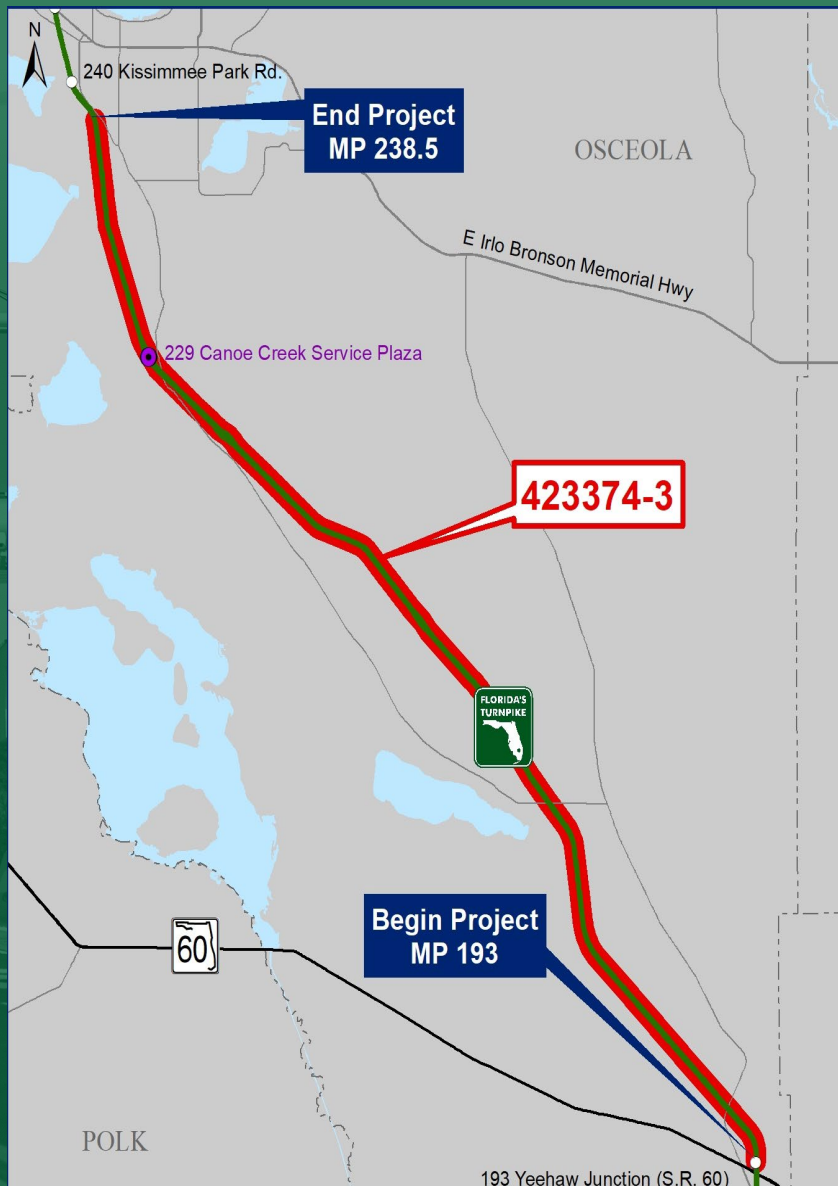 N
240 Kissimmee Park Rd.
End Project
MP 238.5
OSCEOLA
E Irlo Bronson Memorial Hwy
229 Canoe Creek Service Plaza
423374-3
FLORIDA'S
TURNPIKE
Begin Project
MP 193
60
POLK
193 Yeehaw Junction (S.R. 60)